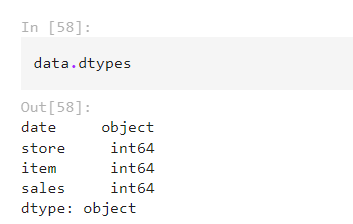 In [58]:
data.dtypes
Out[58]:
date     object
store     int64
item      int64
sales     int64
dtype: object